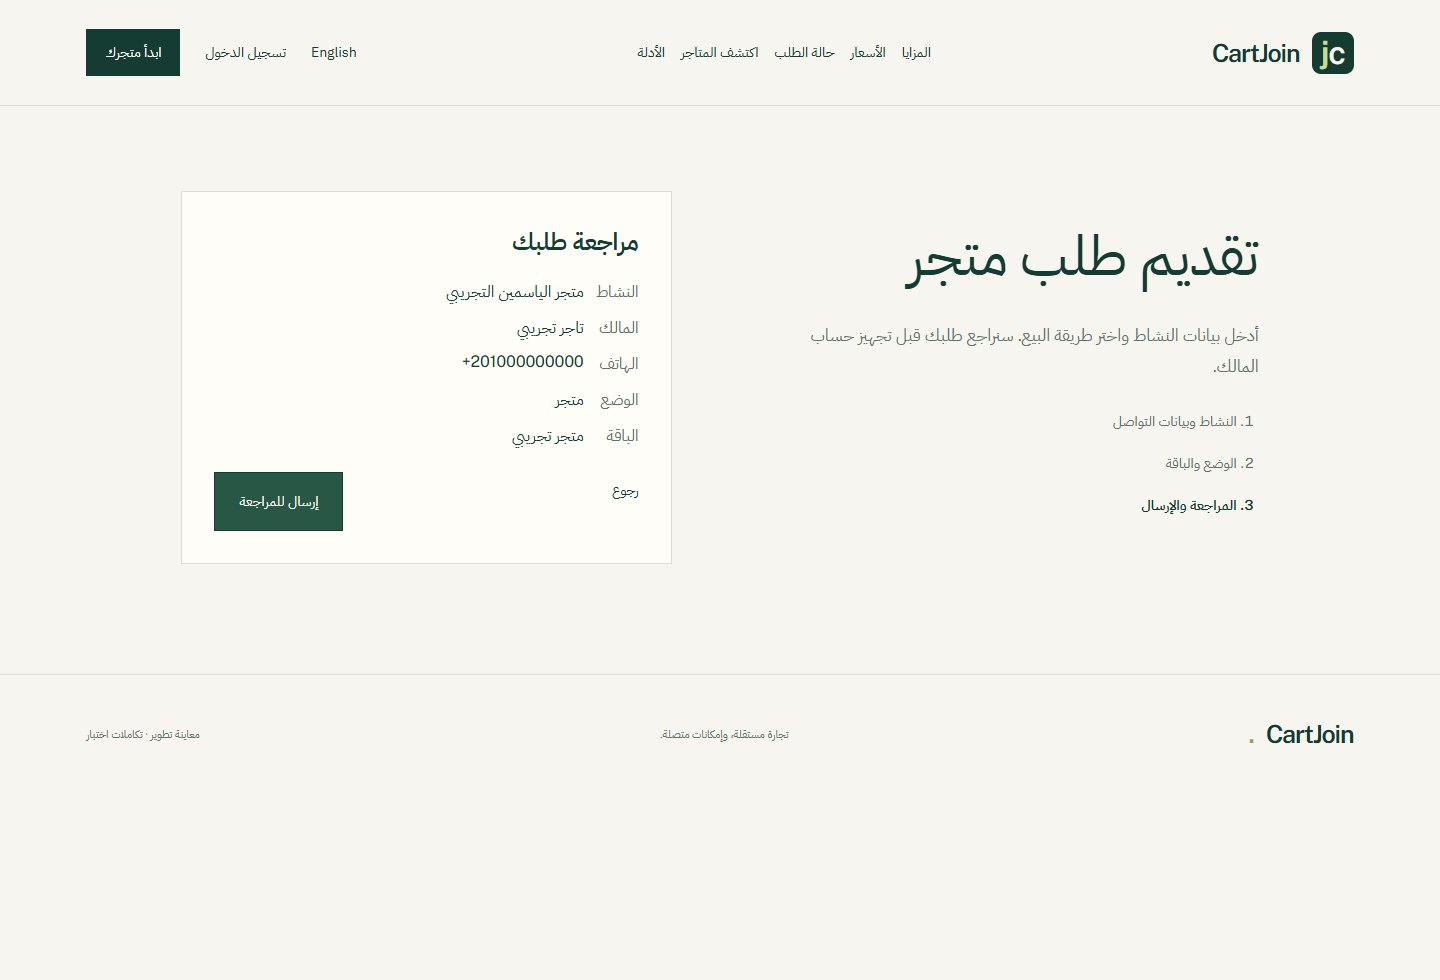 jc CartJoin
المزايا الأسعار حالة الطلب اكتشف المتاجر الأدلة
English تسجيل الدخول ابدأ متجرك
تقديم طلب متجر
أدخل بيانات النشاط واختر طريقة البيع. سنراجع طلبك قبل تجهيز حساب
المالك.
1. النشاط وبيانات التواصل
2. الوضع والباقة
3. المراجعة والإرسال
مراجعة طلبك
النشاط متجر الياسمين التجريبي
المالك تاجر تجريبي
الهاتف 201000000000+
الوضع متجر
الباقة متجر تجريبي
رجوع إرسال للمراجعة
CartJoin.
تجارة مستقلة، وإمكانات متصلة.
معاينة تطوير · تكاملات اختبار